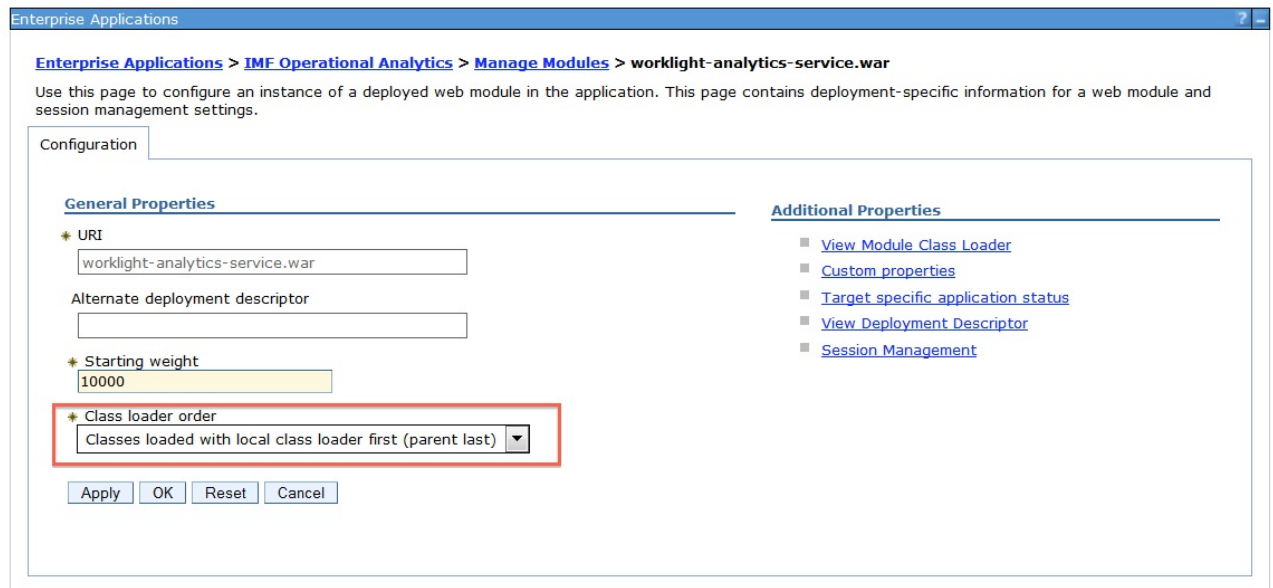 Enterprise Applications
? –
Enterprise Applications > IMF Operational Analytics > Manage Modules > worklight-analytics-service.war
Use this page to configure an instance of a deployed web module in the application. This page contains deployment-specific information for a web module and
session management settings.
Configuration
General Properties
URI
worklight-analytics-service.war
Alternate deployment descriptor
Starting weight
10000
Class loader order
Classes loaded with local class loader first (parent last)
Apply OK Reset Cancel
Additional Properties
View Module Class Loader
Custom properties
Target specific application status
View Deployment Descriptor
Session Management